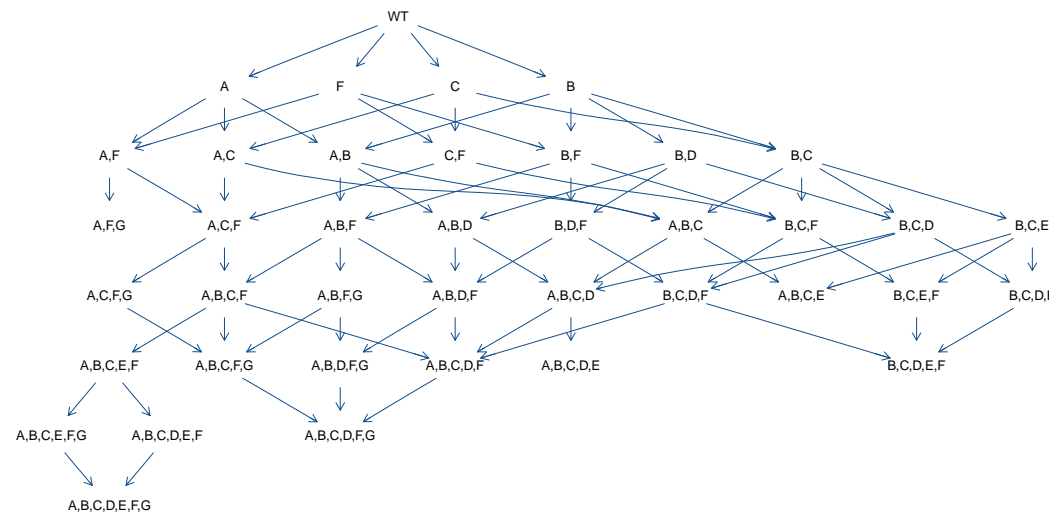 WT
A F C B
A,F A,C A,B C,F B,F B,D B,C
A,F,G A,C,F A,B,F A,B,D B,D,F A,B,C B,C,F B,C,D B,C,E
A,C,F,G A,B,C,F A,B,F,G A,B,D,F A,B,C,D B,C,D,F A,B,C,E B,C,E,F B,C,D,
A,B,C,E,F A,B,C,F,G A,B,D,F,G A,B,C,D,F A,B,C,D,E B,C,D,E,F
A,B,C,E,F,G A,B,C,D,E,F A,B,C,D,F,G
A,B,C,D,E,F,G